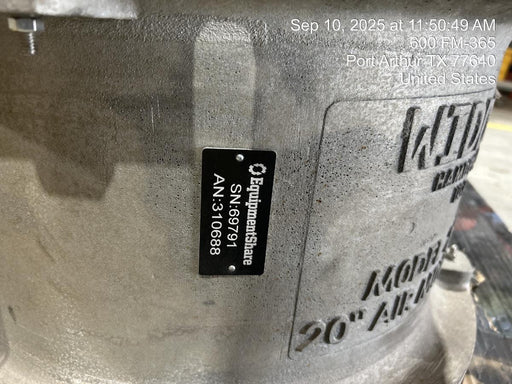 Sep 10, 2025 at 11:50:49 AM
600 FM-365
Port Arthur TX 77640
United States
EquipmentShare
SN:69791
AN:310688
20" AIR